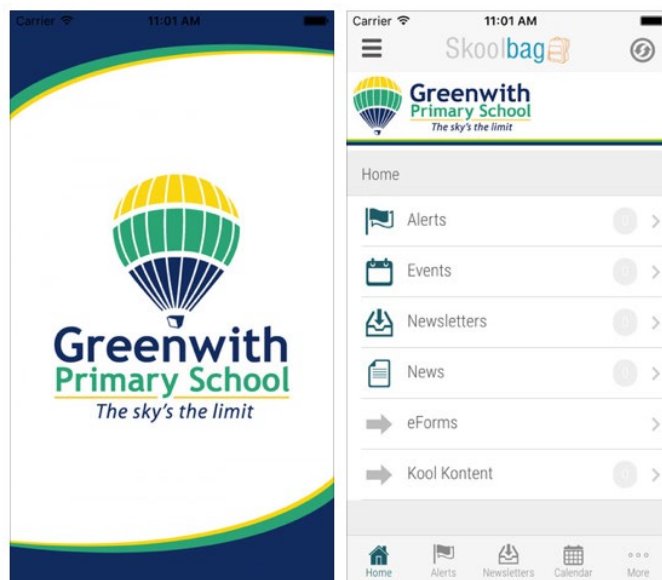 Carrier 11:01 AM
Greenwith
Primary School
The sky's the limit
Carrier 11:01 AM
Skoolbag
Greenwith
Primary School
The sky's the limit
Home
Alerts 0
Events 0
Newsletters 0
News 0
eForms
Kool Kontent 0
Home Alerts Newsletters Calendar More